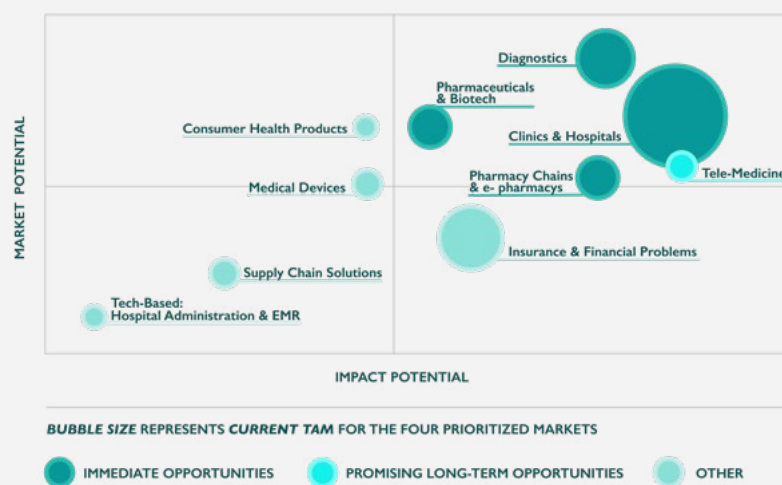 Diagnostics
Pharmaceuticals
& Biotech
Consumer Health Products
Clinics & Hospitals
Medical Devices
Pharmacy Chains
& e- pharmacys
Tele-Medicine
Insurance & Financial Problems
Supply Chain Solutions
Tech-Based:
Hospital Administration & EMR
MARKET POTENTIAL
IMPACT POTENTIAL
BUBBLE SIZE REPRESENTS CURRENT TAM FOR THE FOUR PRIORITIZED MARKETS
IMMEDIATE OPPORTUNITIES
PROMISING LONG-TERM OPPORTUNITIES
OTHER